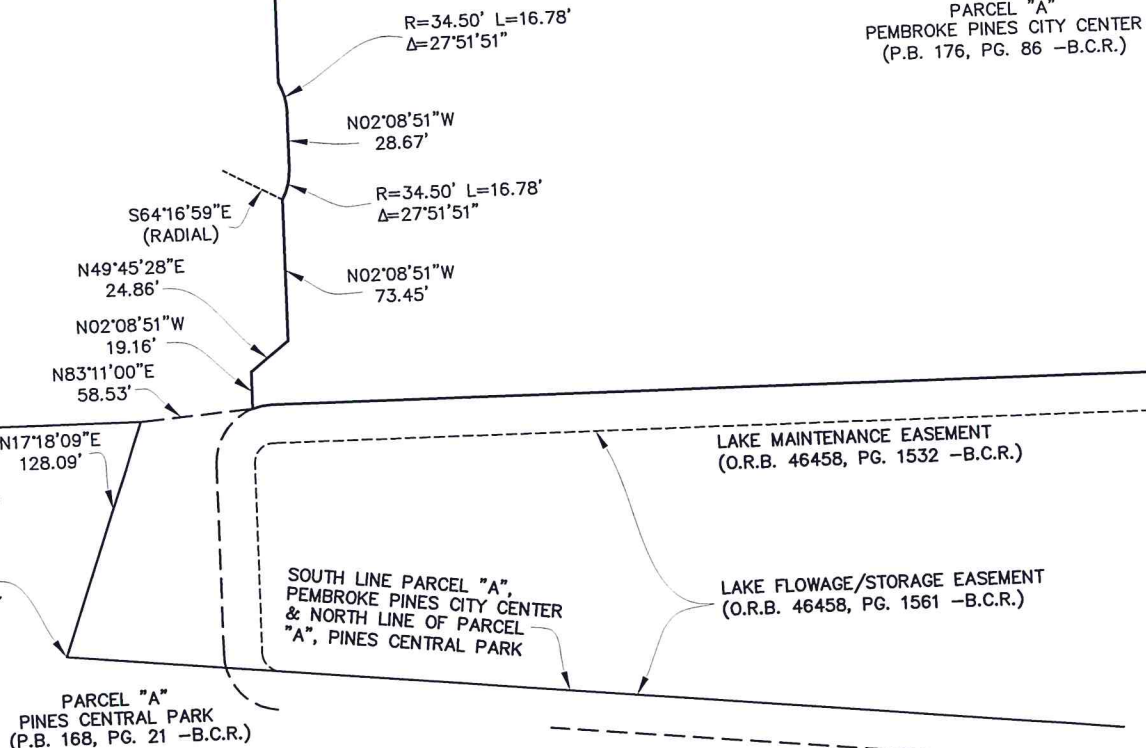 R=34.50' L=16.78'
Δ=27°51'51"
PARCEL "A"
PEMBROKE PINES CITY CENTER
(P.B. 176, PG. 86 –B.C.R.)
N02°08'51"W
28.67'
R=34.50' L=16.78'
Δ=27°51'51"
S64°16'59"E
(RADIAL)
N49°45'28"E
24.86'
N02°08'51"W
73.45'
N02°08'51"W
19.16'
N83°11'00"E
58.53'
N17°18'09"E
128.09'
LAKE MAINTENANCE EASEMENT
(O.R.B. 46458, PG. 1532 –B.C.R.)
SOUTH LINE PARCEL "A",
PEMBROKE PINES CITY CENTER
& NORTH LINE OF PARCEL
"A", PINES CENTRAL PARK
LAKE FLOWAGE/STORAGE EASEMENT
(O.R.B. 46458, PG. 1561 –B.C.R.)
PARCEL "A"
PINES CENTRAL PARK
(P.B. 168, PG. 21 –B.C.R.)